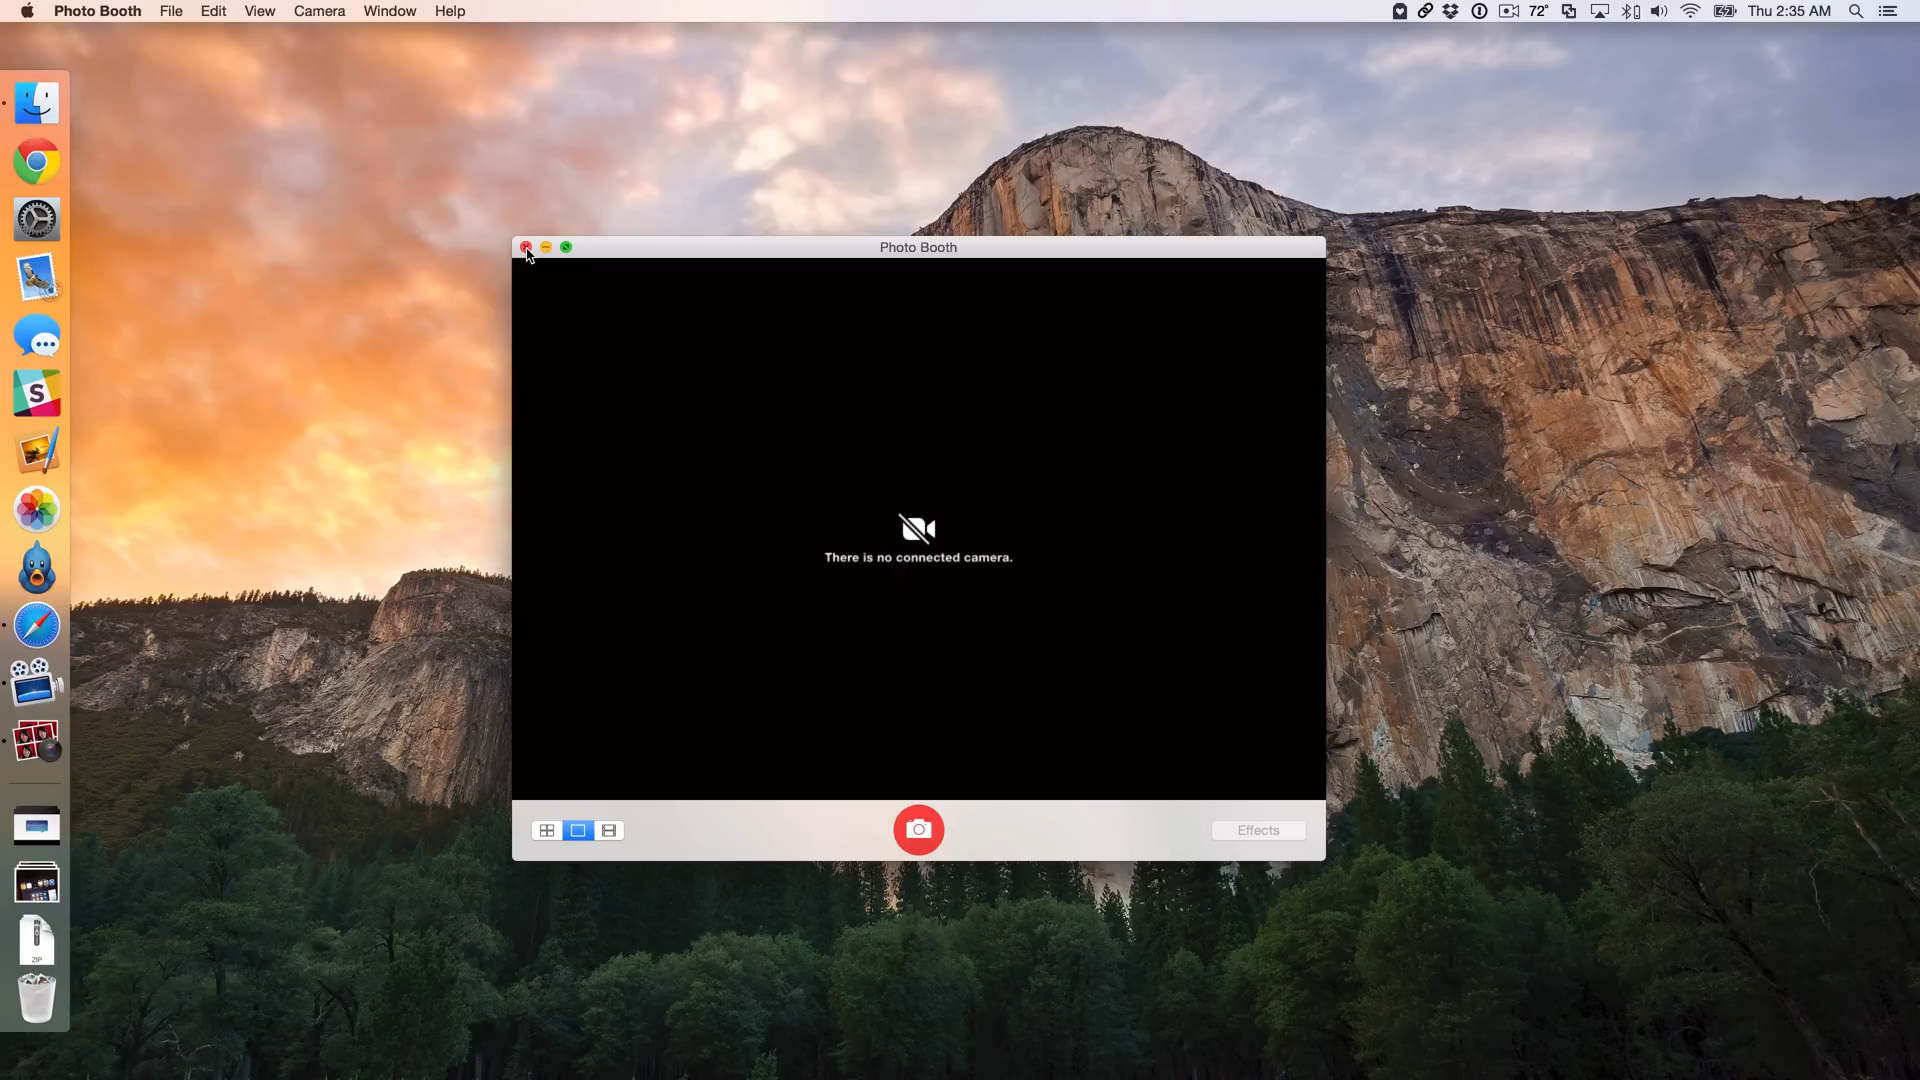 Photo Booth File Edit View Camera Window Help 72° Thu 2:35 AM
Photo Booth
There is no connected camera.
Effects
S
ZIP